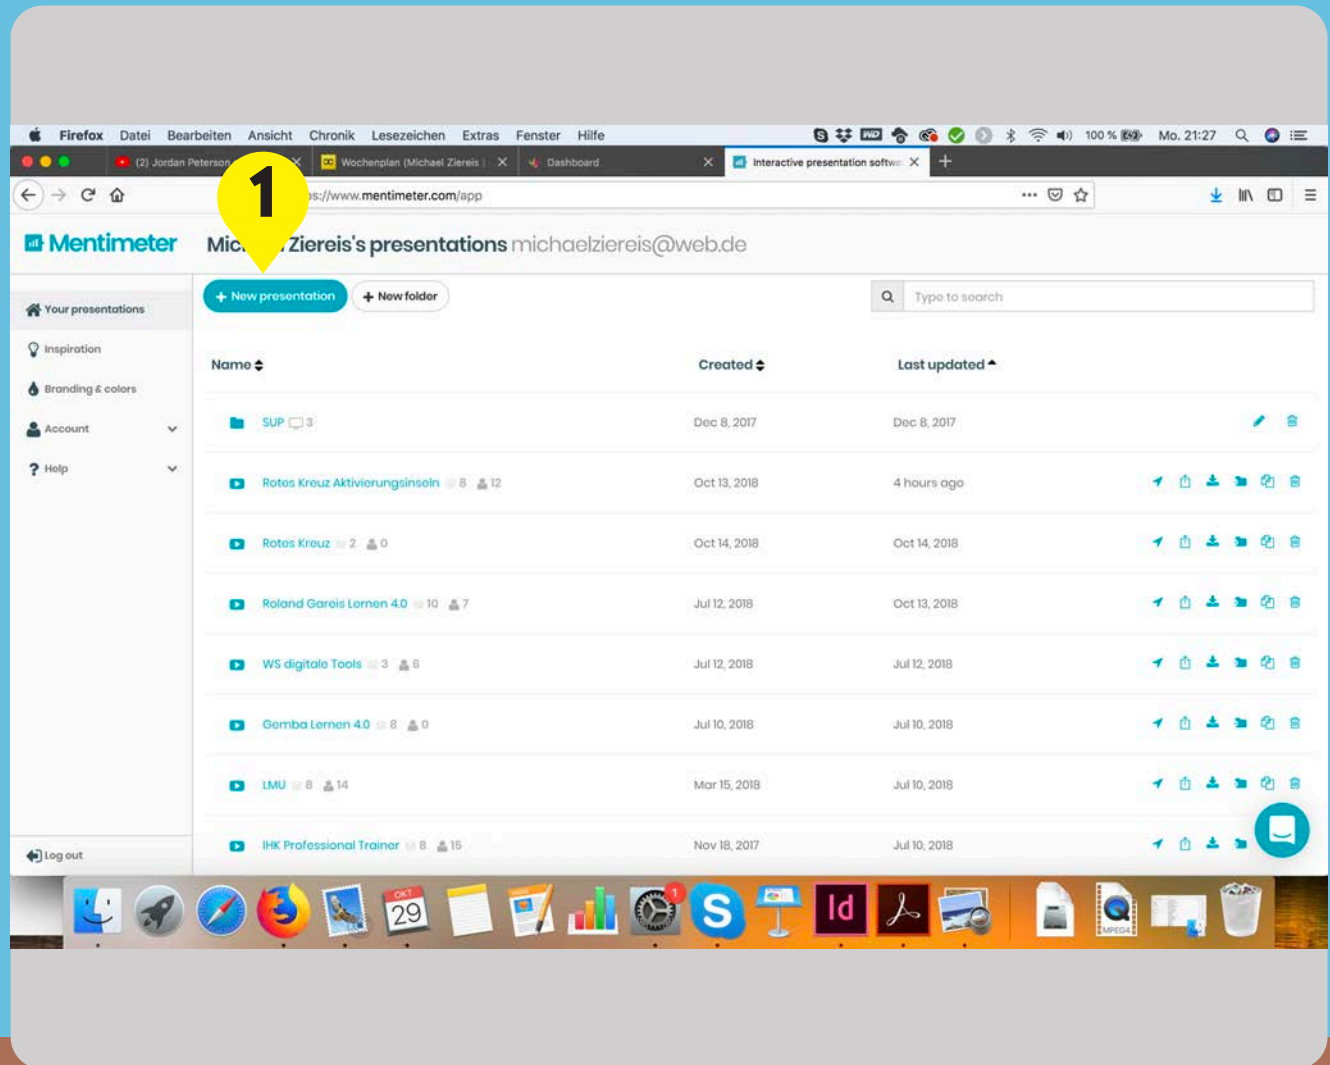 Firefox Datei Bearbeiten Ansicht Chronik Lesezeichen Extras Fenster Hilfe 100 % Mo. 21:27
(2) Jordan Peterson Wochenplan (Michael Ziereis) Dashboard Interactive presentation softwa
1
s://www.mentimeter.com/app
Mentimeter
Ziereis's presentations michaelziereis@web.de
+ New presentation + New folder Type to search
Your presentations
Inspiration
Branding & colors
Account
? Help
Log out
Name Created Last updated
SUP 3 Dec 8, 2017 Dec 8, 2017
Rotes Kreuz Aktivierungsinseln 8 12 Oct 13, 2018 4 hours ago
Rotes Kreuz 2 0 Oct 14, 2018 Oct 14, 2018
Roland Gareis Lernen 4.0 10 7 Jul 12, 2018 Oct 13, 2018
WS digitale Tools 3 6 Jul 12, 2018 Jul 12, 2018
Gemba Lernen 4.0 8 0 Jul 10, 2018 Jul 10, 2018
LMU 8 14 Mar 15, 2018 Jul 10, 2018
IHK Professional Trainer 8 15 Nov 18, 2017 Jul 10, 2018
OKT
29
1
S
Id
MPEG4